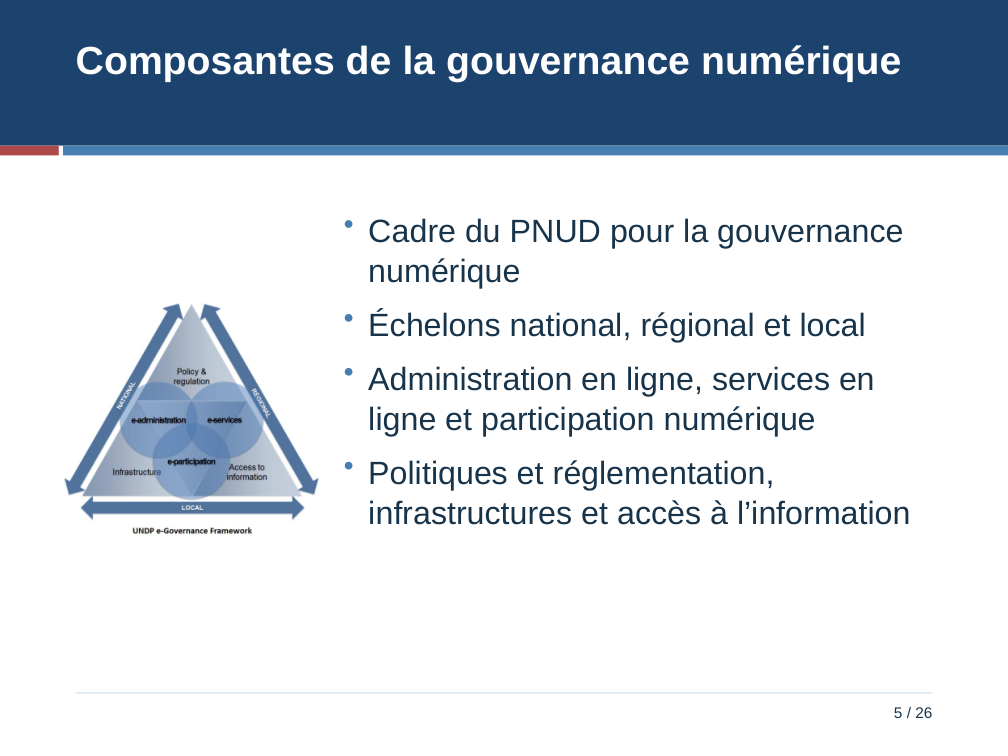 Composantes de la gouvernance numérique
• Cadre du PNUD pour la gouvernance
numérique
• Échelons national, régional et local
• Administration en ligne, services en
ligne et participation numérique
• Politiques et réglementation,
infrastructures et accès à l’information
Policy &
regulation
NATIONAL
REGIONAL
e-administration
e-services
e-participation
Infrastructure
Access to
information
LOCAL
UNDP e-Governance Framework
5 / 26